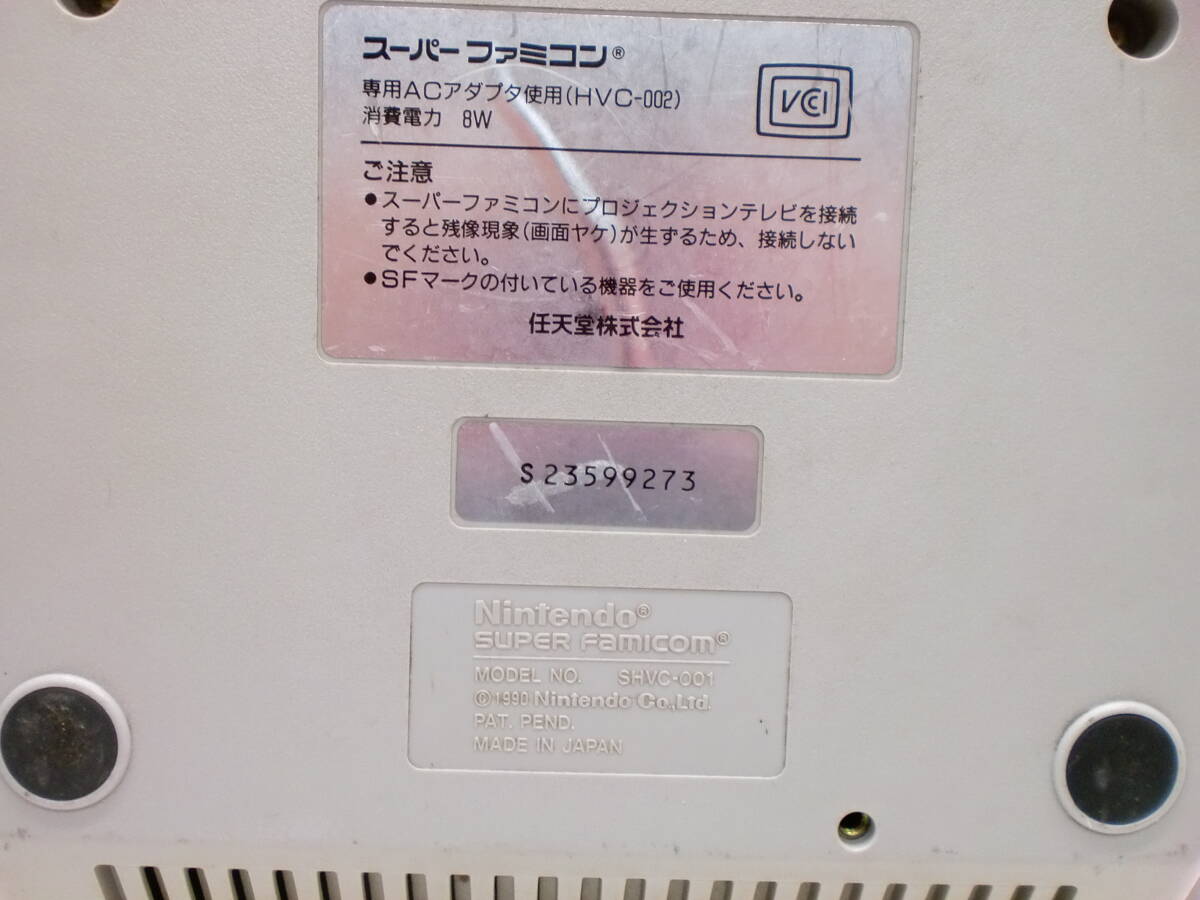 スーパーファミコン®
専用ACアダプタ使用(HVC-002)
消費電力 8W
VCCI
ご注意
●スーパーファミコンにプロジェクションテレビを接続
すると残像現象(画面ヤケ)が生ずるため、接続しない
でください。
●SFマークの付いている機器をご使用ください。
任天堂株式会社
S23599273
Nintendo®
SUPER FAMICOM®
MODEL NO. SHVC-001
©1990 Nintendo Co.,Ltd.
PAT. PEND.
MADE IN JAPAN